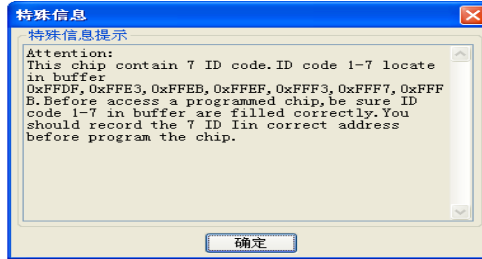 特殊信息
特殊信息提示
Attention:
This chip contain 7 ID code.ID code 1-7 locate
in buffer
0xFFDF,0xFFE3,0xFFEB,0xFFEF,0xFFF3,0xFFF7,0xFFF
B.Before access a programmed chip,be sure ID
code 1-7 in buffer are filled correctly.You
should record the 7 ID Iin correct address
before program the chip.
确定